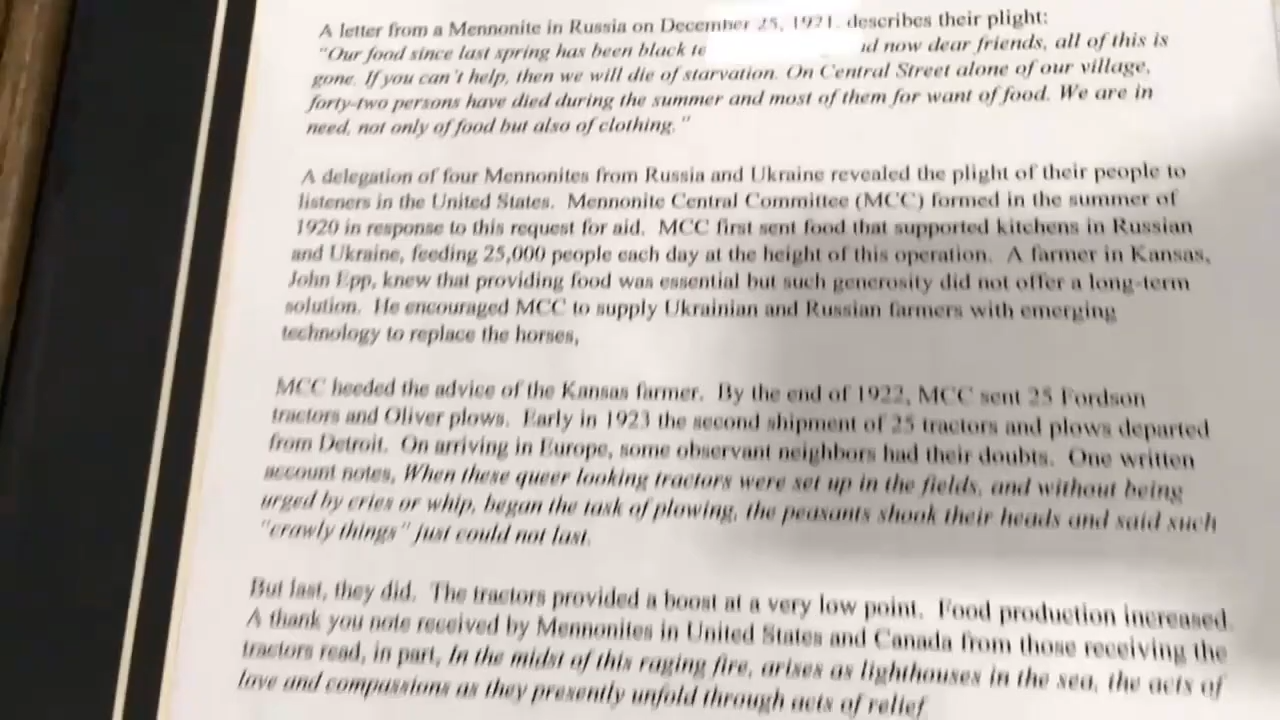 A letter from a Mennonite in Russia on December 25, 1921. describes their plight:
"Our food since last spring has been black now dear friends, all of this is
gone. If you can't help, then we will die of starvation. On Central Street alone of our village,
forty-two persons have died during the summer and most of them for want of food. We are in
need, not only of food but also of clothing."
A delegation of four Mennonites from Russia and Ukraine revealed the plight of their people to
listeners in the United States. Mennonite Central Committee (MCC) formed in the summer of
1920 in response to this request for aid. MCC first sent food that supported kitchens in Russian
and Ukraine, feeding 25,000 people each day at the height of this operation. A farmer in Kansas,
John Epp, knew that providing food was essential but such generosity did not offer a long-term
solution. He encouraged MCC to supply Ukrainian and Russian farmers with emerging
technology to replace the horses,
MCC heeded the advice of the Kansas farmer. By the end of 1922, MCC sent 25 Fordson
tractors and Oliver plows. Early in 1923 the second shipment of 25 tractors and plows departed
from Detroit. On arriving in Europe, some observant neighbors had their doubts. One written
account notes, When these queer looking tractors were set up in the fields, and without being
urged by cries or whip, began the task of plowing, the peasants shook their heads and said such
"crawly things" just could not last.
But last, they did. The tractors provided a boost at a very low point. Food production increased.
A thank you note received by Mennonites in United States and Canada from those receiving the
tractors read, in part, In the midst of this raging fire, arises as lighthouses in the sea, the acts of
love and compassions as they presently unfold through acts of relief